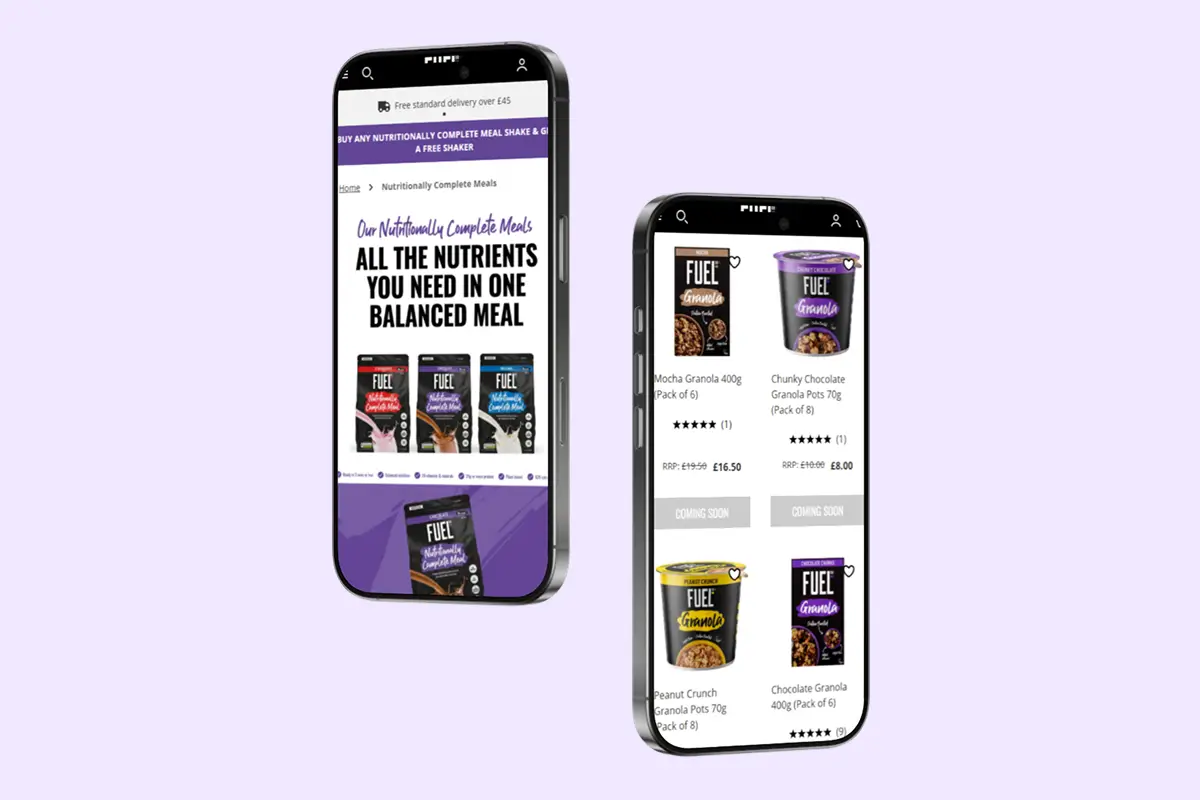 Free standard delivery over £45
BUY ANY NUTRITIONALLY COMPLETE MEAL SHAKE & G
A FREE SHAKER
Home > Nutritionally Complete Meals
Our Nutritionally Complete Meals
ALL THE NUTRIENTS
YOU NEED IN ONE
BALANCED MEAL
FUEL
Nutritionally
Complete Meal
FUEL
Nutritionally
Complete Meal
FUEL
Nutritionally
Complete Meal
CHOCOLATE
FUEL
Nutritionally
Complete Meal
MOCHA
FUEL
Granola
CHUNKY CHOCOLATE
FUEL
Granola
Mocha Granola 400g
(Pack of 6)
★★★★★ (1)
RRP: £19.50 £16.50
COMING SOON
Chunky Chocolate
Granola Pots 70g
(Pack of 8)
★★★★★ (1)
RRP: £10.00 £8.00
COMING SOON
PEANUT CRUNCH
FUEL
Granola
CHOCOLATE CHUNKS
FUEL
Granola
Peanut Crunch
Granola Pots 70g
(Pack of 8)
Chocolate Granola
400g (Pack of 6)
★★★★★ (9)